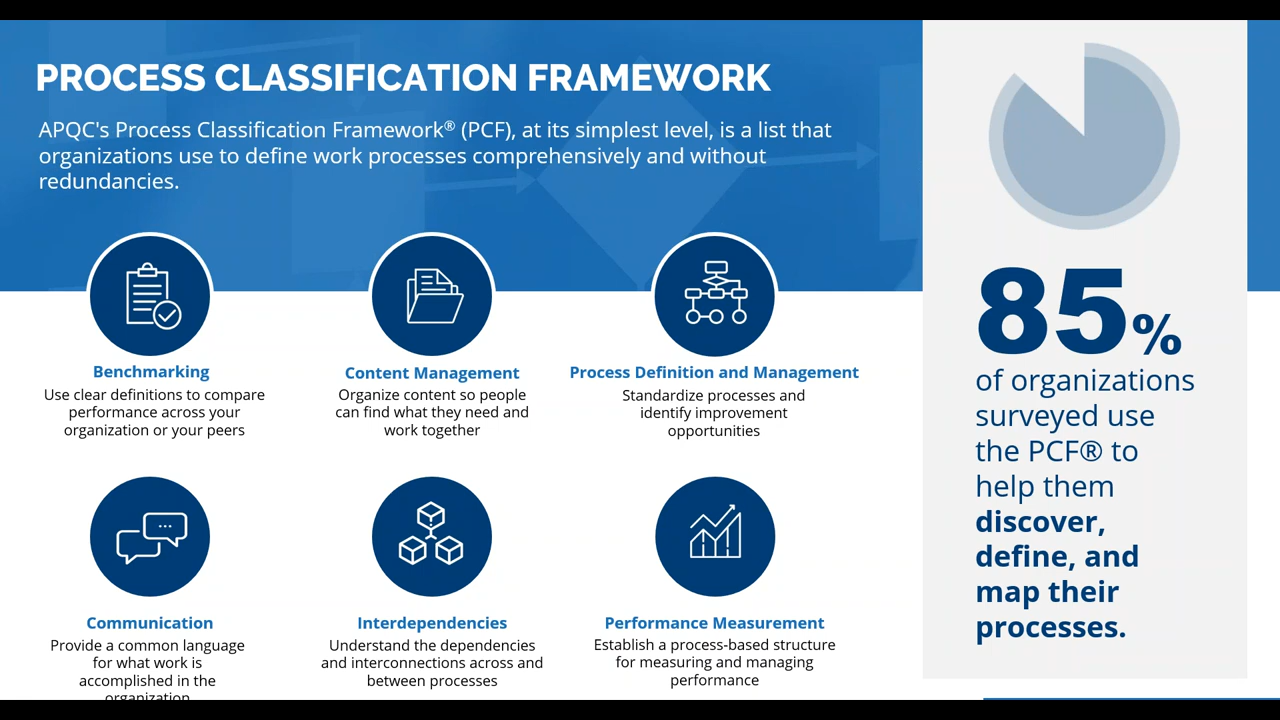 PROCESS CLASSIFICATION FRAMEWORK
APQC's Process Classification Framework® (PCF), at its simplest level, is a list that
organizations use to define work processes comprehensively and without
redundancies.
Benchmarking
Use clear definitions to compare
performance across your
organization or your peers
Content Management
Organize content so people
can find what they need and
work together
Process Definition and Management
Standardize processes and
identify improvement
opportunities
Communication
Provide a common language
for what work is
accomplished in the
organization
Interdependencies
Understand the dependencies
and interconnections across and
between processes
Performance Measurement
Establish a process-based structure
for measuring and managing
performance
85%
of organizations
surveyed use
the PCF® to
help them
discover,
define, and
map their
processes.